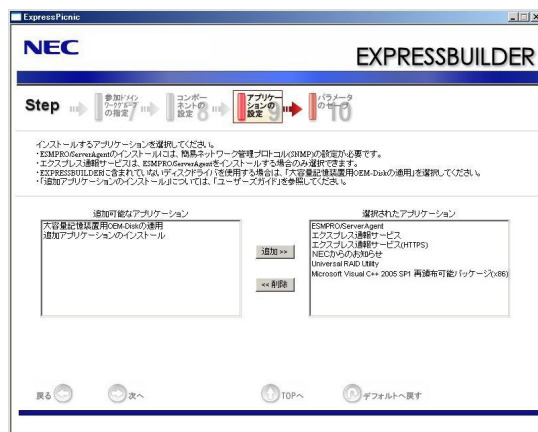 ExpressPicnic
NEC
EXPRESSBUILDER
Step
参加ドメイン
ワークグループ
の指定 7
コンポー
ネントの
設定 8
アプリケー
ションの
設定 9
パラメータ
のセーブ 10
インストールするアプリケーションを選択してください。
・ESMPRO/ServerAgentのインストールには、簡易ネットワーク管理プロトコル(SNMP)の設定が必要です。
・エクスプレス通報サービスは、ESMPRO/ServerAgentをインストールする場合のみ選択できます。
・EXPRESSBUILDERに含まれていないディスクドライバを使用する場合は、「大容量記憶装置用OEM-Diskの適用」を選択してください。
・「追加アプリケーションのインストール」については、「ユーザーズガイド」を参照してください。
追加可能なアプリケーション
大容量記憶装置用OEM-Diskの適用
追加アプリケーションのインストール
追加 >>
<< 削除
選択されたアプリケーション
ESMPRO/ServerAgent
エクスプレス通報サービス
エクスプレス通報サービス(HTTPS)
NECからのお知らせ
Universal RAID Utility
Microsoft Visual C++ 2005 SP1 再頒布可能パッケージ(x86)
戻る
次へ
TOPへ
デフォルトへ戻す